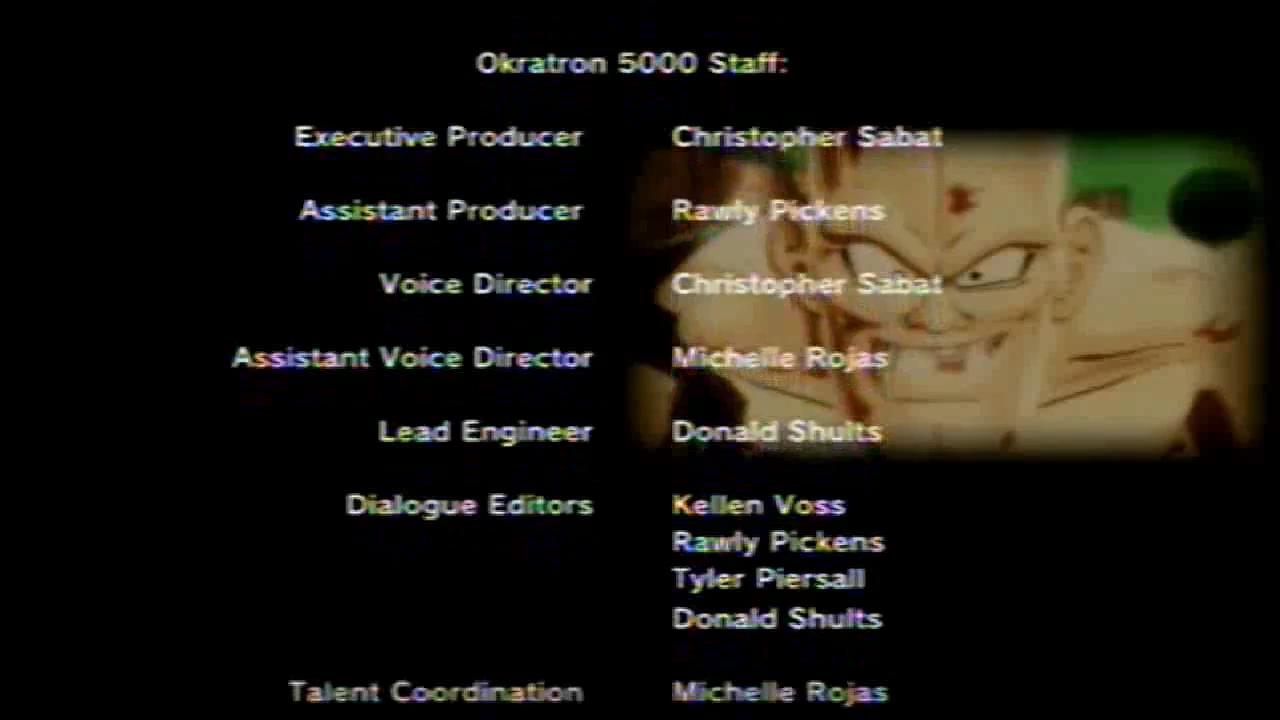 Okratron 5000 Staff:
Executive Producer Christopher Sabat
Assistant Producer Rawly Pickens
Voice Director Christopher Sabat
Assistant Voice Director Michelle Rojas
Lead Engineer Donald Shults
Dialogue Editors Kellen Voss
Rawly Pickens
Tyler Piersall
Donald Shults
Talent Coordination Michelle Rojas